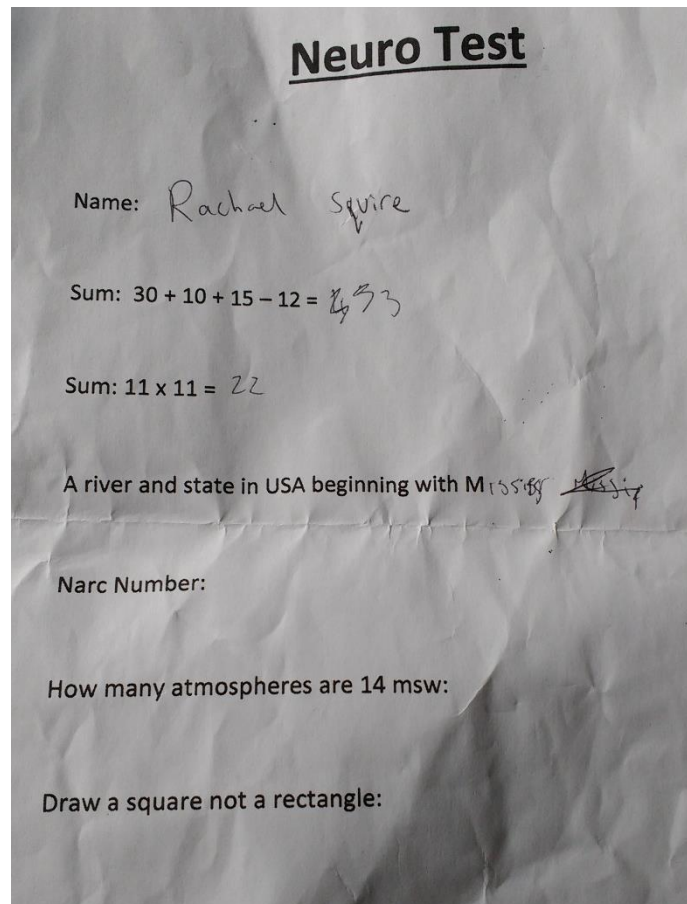 Neuro Test
Name: Rachael Squire
Sum: 30 + 10 + 15 – 12 =
Sum: 11 x 11 = 22
A river and state in USA beginning with M
Narc Number:
How many atmospheres are 14 msw:
Draw a square not a rectangle: